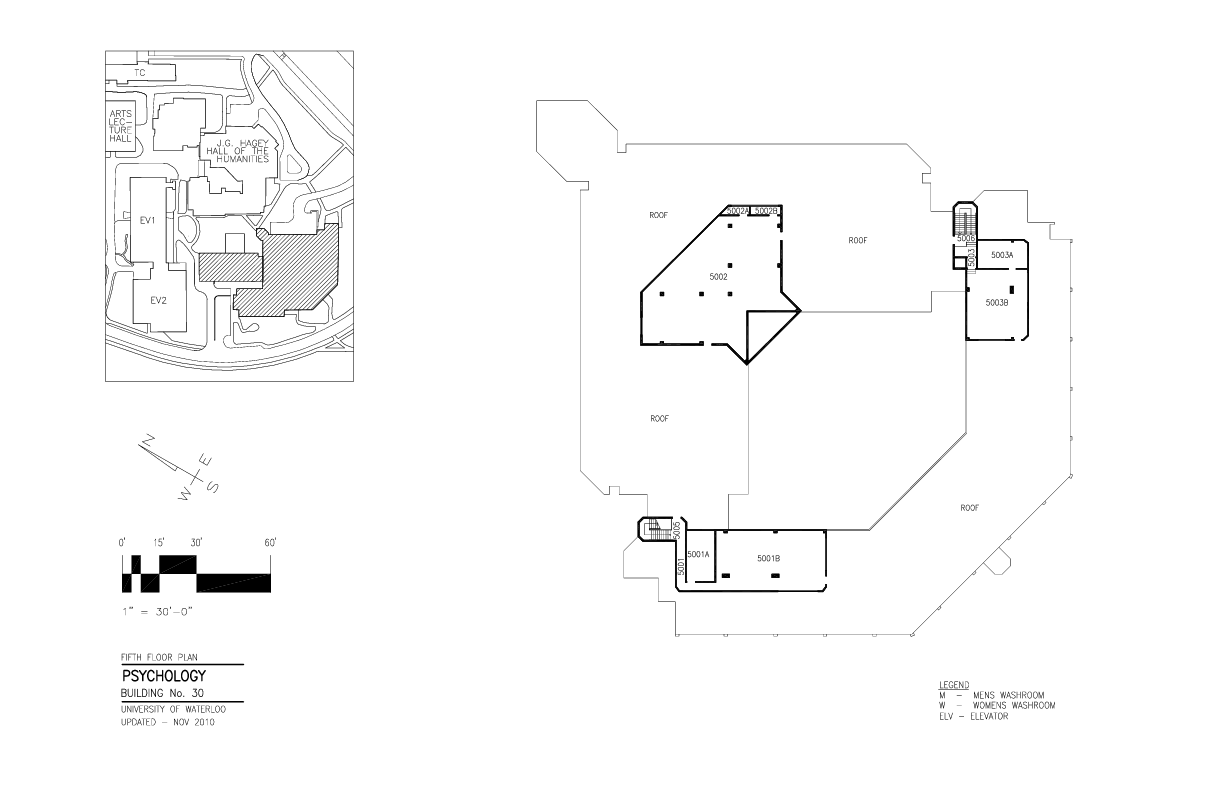 TC
ARTS
LEC-
TURE
HALL
J.G. HAGEY
HALL OF THE
HUMANITIES
EV1
EV2
N
E
W
S
0' 15' 30' 60'
1" = 30'-0"
FIFTH FLOOR PLAN
PSYCHOLOGY
BUILDING No. 30
UNIVERSITY OF WATERLOO
UPDATED - NOV 2010
ROOF
5002A 5002B
ROOF
5002
5006
5003
5003A
5003B
ROOF
ROOF
5005
5001
5001A
5001B
LEGEND
M - MENS WASHROOM
W - WOMENS WASHROOM
ELV - ELEVATOR